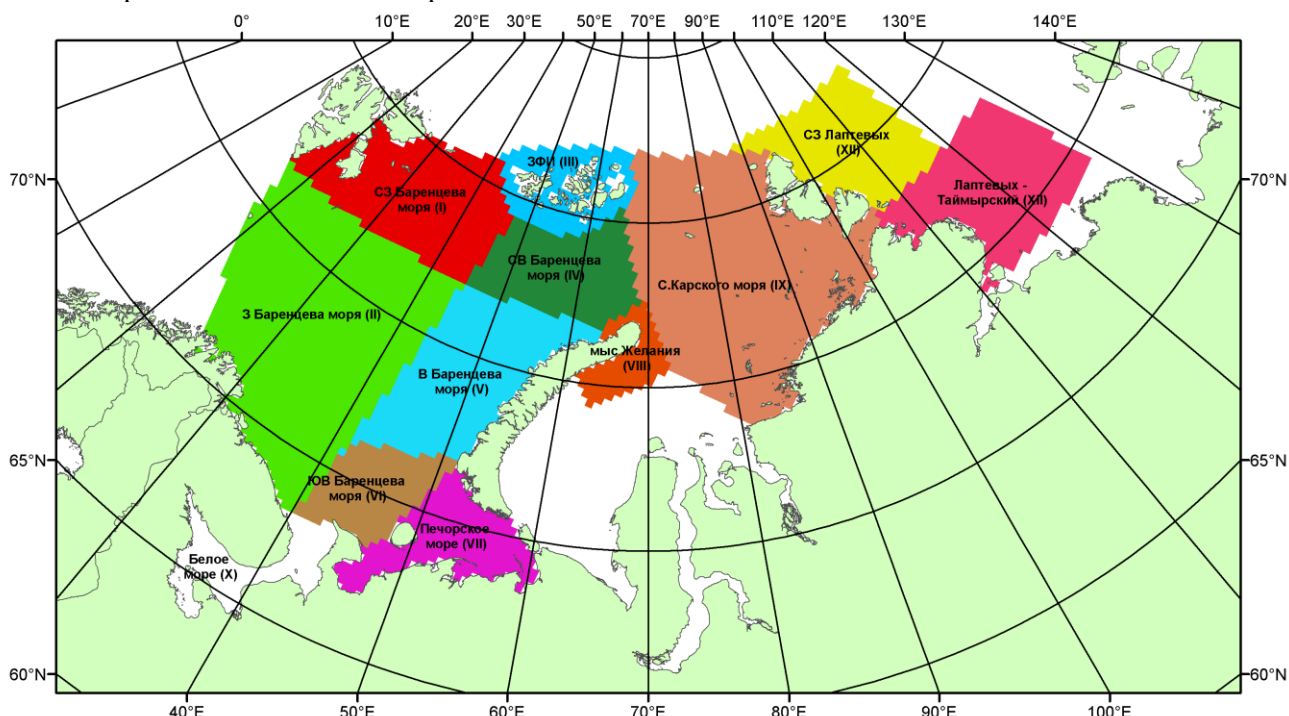 0° 10°E 20°E 30°E 50°E 70°E 90°E 110°E 120°E 130°E 140°E
СЗ Лаптевых
(XII)
ЗФИ (III)
70°N
70°N
СЗ Баренцева
моря (I)
Лаптевых -
Таймырский (XII)
СВ Баренцева
моря (IV)
С.Карского моря (IX)
З Баренцева моря (II)
мыс Желания
(VIII)
В Баренцева
моря (V)
65°N
65°N
ЮВ Баренцева
моря (VI)
Печорское
море (VII)
Белое
море (X)
60°N
60°N
40°E 50°E 60°E 70°E 80°E 90°E 100°E